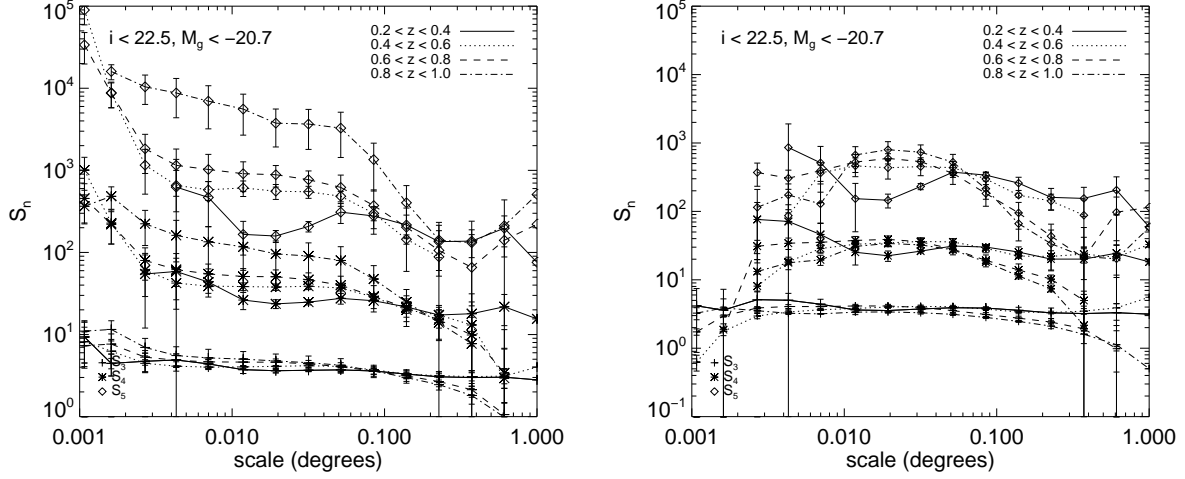 10^5
10^4
10^3
10^2
10^1
10^0
S_n
i < 22.5, M_g < −20.7
0.2 < z < 0.4
0.4 < z < 0.6
0.6 < z < 0.8
0.8 < z < 1.0
S_3
S_4
S_5
0.001
0.010
0.100
1.000
scale (degrees)
10^5
10^4
10^3
10^2
10^1
10^0
10^−1
S_n
i < 22.5, M_g < −20.7
0.2 < z < 0.4
0.4 < z < 0.6
0.6 < z < 0.8
0.8 < z < 1.0
S_3
S_4
S_5
0.001
0.010
0.100
1.000
scale (degrees)